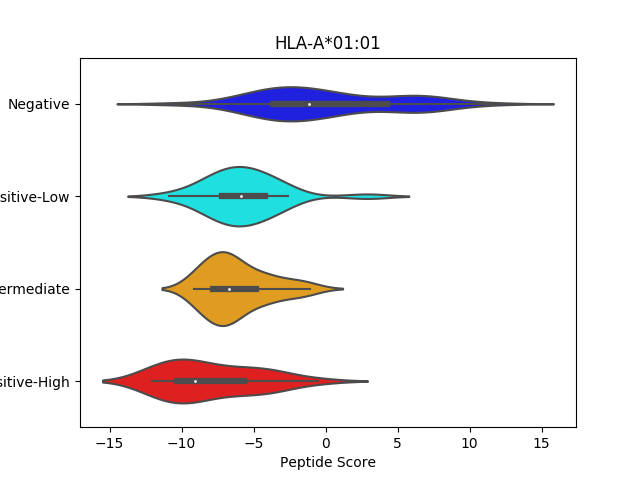 HLA-A*01:01
Negative
sitive-Low
ermediate
sitive-High
−15 −10 −5 0 5 10 15
Peptide Score